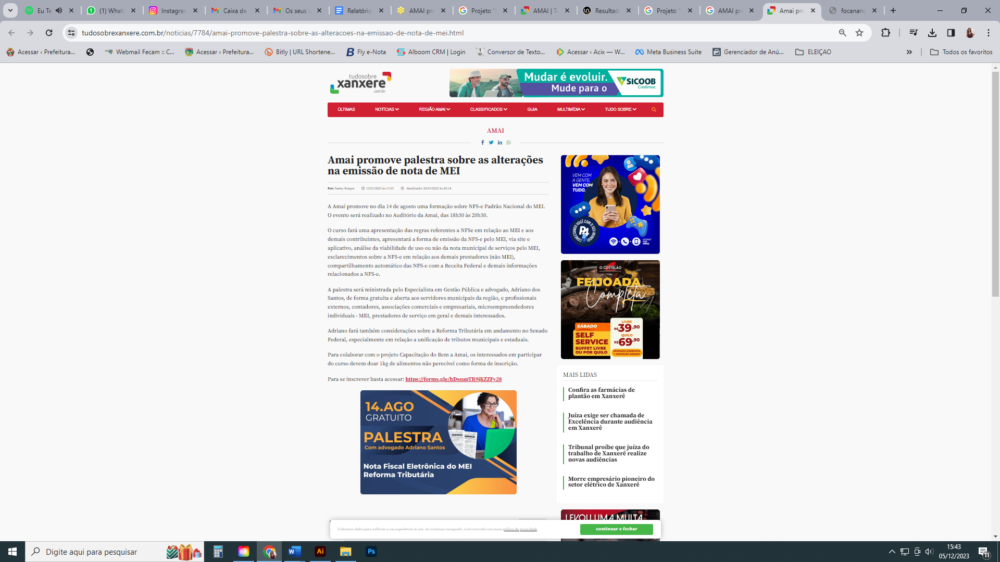 Eu Te
(1) Whats
Instagran
Caixa de
Os seus a
Relatório
AMAI pro
Projeto "
AMAI | Tu
Resultad
Projeto "
AMAI pro
Amai pro
focananc
tudosobrexanxere.com.br/noticias/7784/amai-promove-palestra-sobre-as-alteracoes-na-emissao-de-nota-de-mei.html
Acessar ‹ Prefeitura...
Webmail Fecam :: C...
Acessar ‹ Prefeitura...
Bitly | URL Shortene...
Fly e-Nota
Alboom CRM | Login
Conversor de Texto...
Acessar ‹ Acix — W...
Meta Business Suite
Gerenciador de Anú...
ELEIÇAO
»
Todos os favoritos
tudosobre
xanxere
.com.br
Mudar é evoluir.
Mude para o
SICOOB
Credimoc
ÚLTIMAS
NOTÍCIAS
REGIÃO AMAI
CLASSIFICADOS
GUIA
MULTIMÍDIA
TUDO SOBRE
AMAI
Amai promove palestra sobre as alterações
na emissão de nota de MEI
Por: Sanny Borges
13/07/2023 às 17:53
Atualizado: 20/07/2023 às 20:14
A Amai promove no dia 14 de agosto uma formação sobre NFS-e Padrão Nacional do MEI.
O evento será realizado no Auditório da Amai, das 18h30 às 20h30.
O curso fará uma apresentação das regras referentes a NFSe em relação ao MEI e aos
demais contribuintes, apresentará a forma de emissão da NFS-e pelo MEI, via site e
aplicativo, análise da viabilidade de uso ou não da nota municipal de serviços pelo MEI,
esclarecimentos sobre a NFS-e em relação aos demais prestadores (não MEI),
compartilhamento automático das NFS-e com a Receita Federal e demais informações
relacionados a NFS-e.
A palestra será ministrada pelo Especialista em Gestão Pública e advogado, Adriano dos
Santos, de forma gratuita e aberta aos servidores municipais da região, e profissionais
externos, contadores, associações comerciais e empresariais, microempreendedores
individuais - MEI, prestadores de serviço em geral e demais interessados.
Adriano fará também considerações sobre a Reforma Tributária em andamento no Senado
Federal, especialmente em relação a unificação de tributos municipais e estaduais.
Para colaborar com o projeto Capacitação do Bem a Amai, os interessados em participar
do curso devem doar 1kg de alimentos não perecível como forma de inscrição.
Para se inscrever basta acessar: https://forms.gle/hDssupTR9jKZZFy28
14.AGO
GRATUITO
PALESTRA
Com advogado Adriano Santos
Nota Fiscal Eletrônica do MEI
Reforma Tributária
VEM COM
A GENTE,
VEM COM
TUDO.
CONECTANDO VOCÊ COM O SEU MUNDO!
P4
INTERNET
FIXO
MÓVEL
O COSTELÃO
FEIJOADA
Completa
SÁBADO
SELF
SERVICE
BUFFET LIVRE
OU POR QUILO
LIVRE
R$39,90
QUILO
R$69,90
FEIJOADA COMPLETA
+ COSTELÃO ASSADO
MAIS LIDAS
Confira as farmácias de
plantão em Xanxerê
Juíza exige ser chamada de
Excelência durante audiência
em Xanxerê
Tribunal proíbe que juíza do
trabalho de Xanxerê realize
novas audiências
Morre empresário pioneiro do
setor elétrico de Xanxerê
LEVOU UMA MULTA
Coletamos dados para melhorar a sua experiência no site. Ao continuar navegando, você concorda com nossa política de privacidade.
continuar e fechar
Digite aqui para pesquisar
15:43
05/12/2023
11